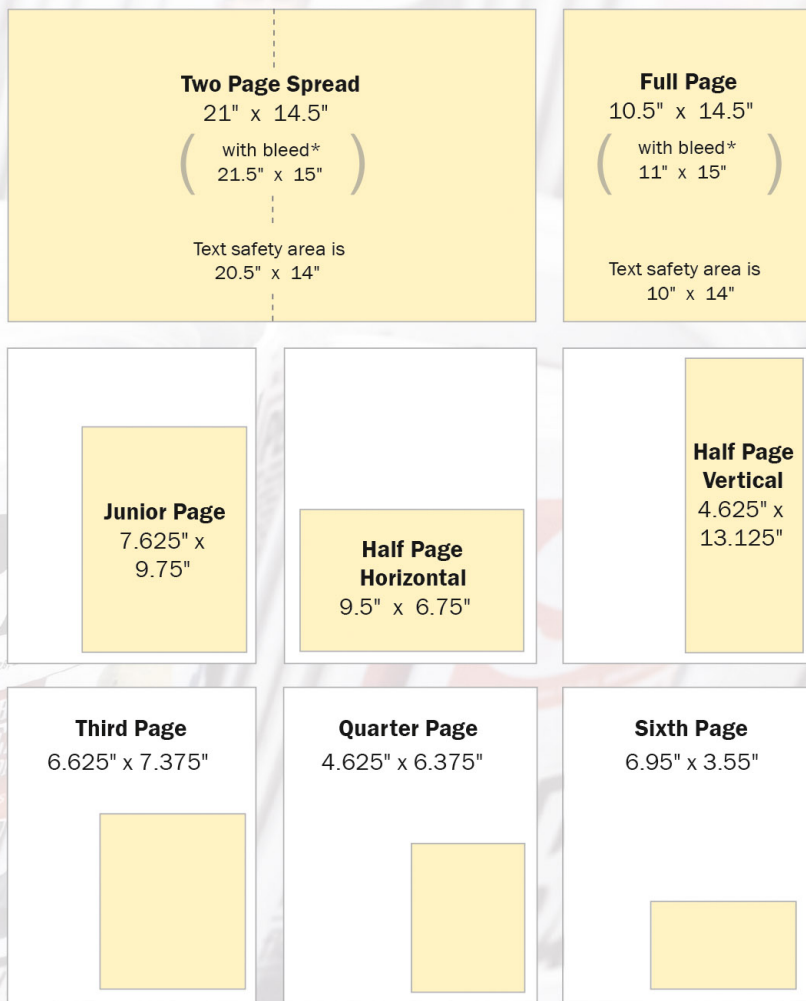 Two Page Spread
21" x 14.5"
( with bleed*
21.5" x 15" )
Text safety area is
20.5" x 14"
Full Page
10.5" x 14.5"
( with bleed*
11" x 15" )
Text safety area is
10" x 14"
Junior Page
7.625" x
9.75"
Half Page
Horizontal
9.5" x 6.75"
Half Page
Vertical
4.625" x
13.125"
Third Page
6.625" x 7.375"
Quarter Page
4.625" x 6.375"
Sixth Page
6.95" x 3.55"